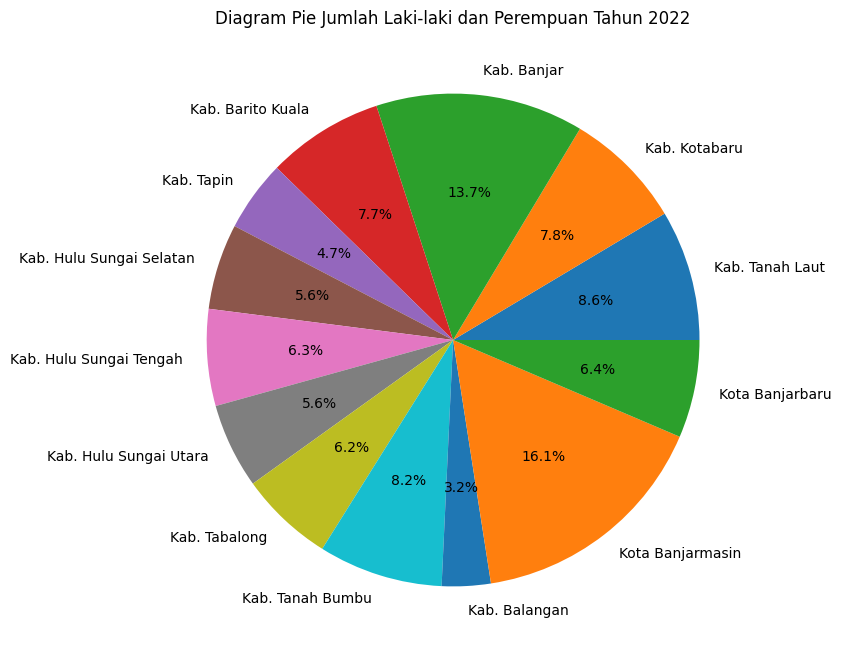 Diagram Pie Jumlah Laki-laki dan Perempuan Tahun 2022
Kab. Banjar
Kab. Barito Kuala
Kab. Kotabaru
Kab. Tapin
13.7%
7.7%
7.8%
4.7%
Kab. Hulu Sungai Selatan
Kab. Tanah Laut
5.6%
8.6%
Kab. Hulu Sungai Tengah
6.3%
6.4%
Kota Banjarbaru
5.6%
Kab. Hulu Sungai Utara
6.2%
16.1%
8.2%
3.2%
Kab. Tabalong
Kota Banjarmasin
Kab. Tanah Bumbu
Kab. Balangan